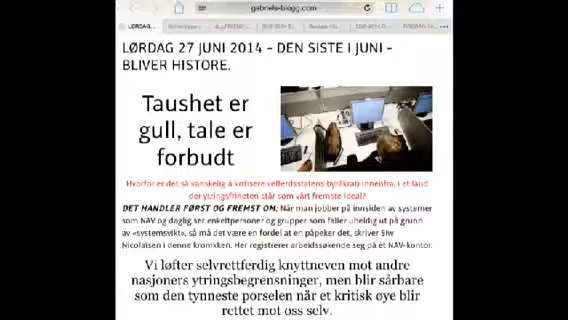 gabriels-blogg.com
LØRDAG...
LØRDAG 27 JUNI 2014 - DEN SISTE I JUNI -
BLIVER HISTORE.
Taushet er
gull, tale er
forbudt
Hvorfor er det så vanskelig å kritisere velferdsstatens byråkrati innenfra, i et land
der ytringsfriheten står som vårt fremste ideal?
DET HANDLER FØRST OG FREMST OM: Når man jobber på innsiden av systemer
som NAV og daglig ser enkeltpersoner og grupper som faller uheldig ut på grunn
av «systemsvikt», så må det være en fordel at en påpeker det, skriver Siw
Nicolaisen i denne kronikken. Her registrerer arbeidssøkende seg på et NAV-kontor.
Vi løfter selvrettferdig knyttneven mot andre
nasjoners ytringsbegrensninger, men blir sårbare
som den tynneste porselen når et kritisk øye blir
rettet mot oss selv.